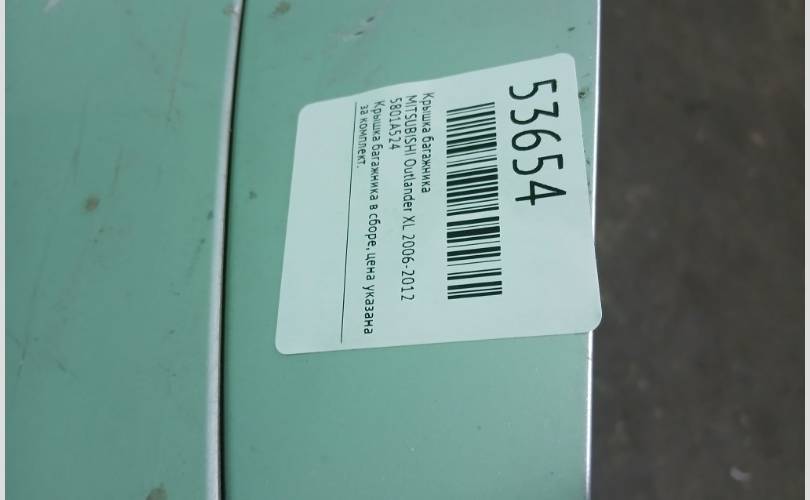 53654
Крышка багажника
MITSUBISHI Outlander XL 2006-2012
5801A524
Крышка багажника в сборе, цена указана
за комплект.